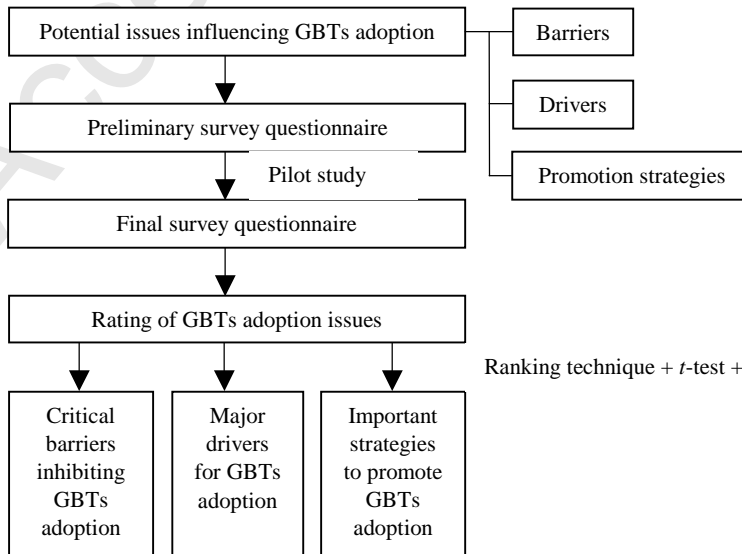 Potential issues influencing GBTs adoption
Barriers
Drivers
Preliminary survey questionnaire
Pilot study
Promotion strategies
Final survey questionnaire
Rating of GBTs adoption issues
Ranking technique + t-test +
Critical
barriers
inhibiting
GBTs
adoption
Major
drivers
for GBTs
adoption
Important
strategies
to promote
GBTs
adoption